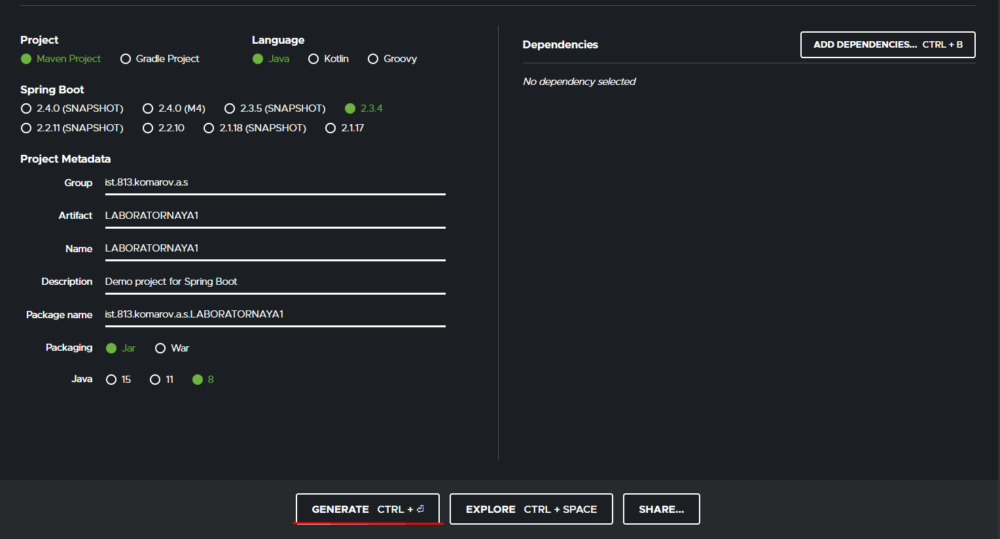 Project
Maven Project Gradle Project
Language
Java Kotlin Groovy
Spring Boot
2.4.0 (SNAPSHOT) 2.4.0 (M4) 2.3.5 (SNAPSHOT) 2.3.4
2.2.11 (SNAPSHOT) 2.2.10 2.1.18 (SNAPSHOT) 2.1.17
Project Metadata
Group ist.813.komarov.a.s
Artifact LABORATORNAYA1
Name LABORATORNAYA1
Description Demo project for Spring Boot
Package name ist.813.komarov.a.s.LABORATORNAYA1
Packaging Jar War
Java 15 11 8
Dependencies
ADD DEPENDENCIES... CTRL + B
No dependency selected
GENERATE CTRL + ⏎
EXPLORE CTRL + SPACE
SHARE...